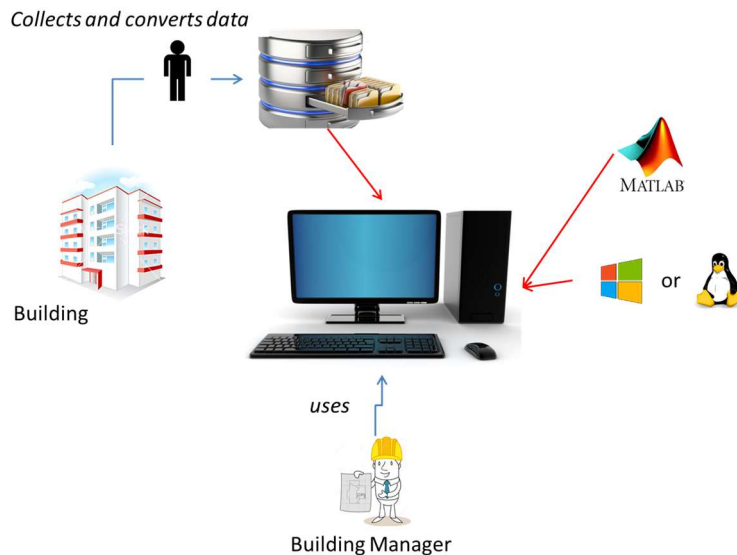 Collects and converts data
MATLAB
or
Building
uses
Building Manager